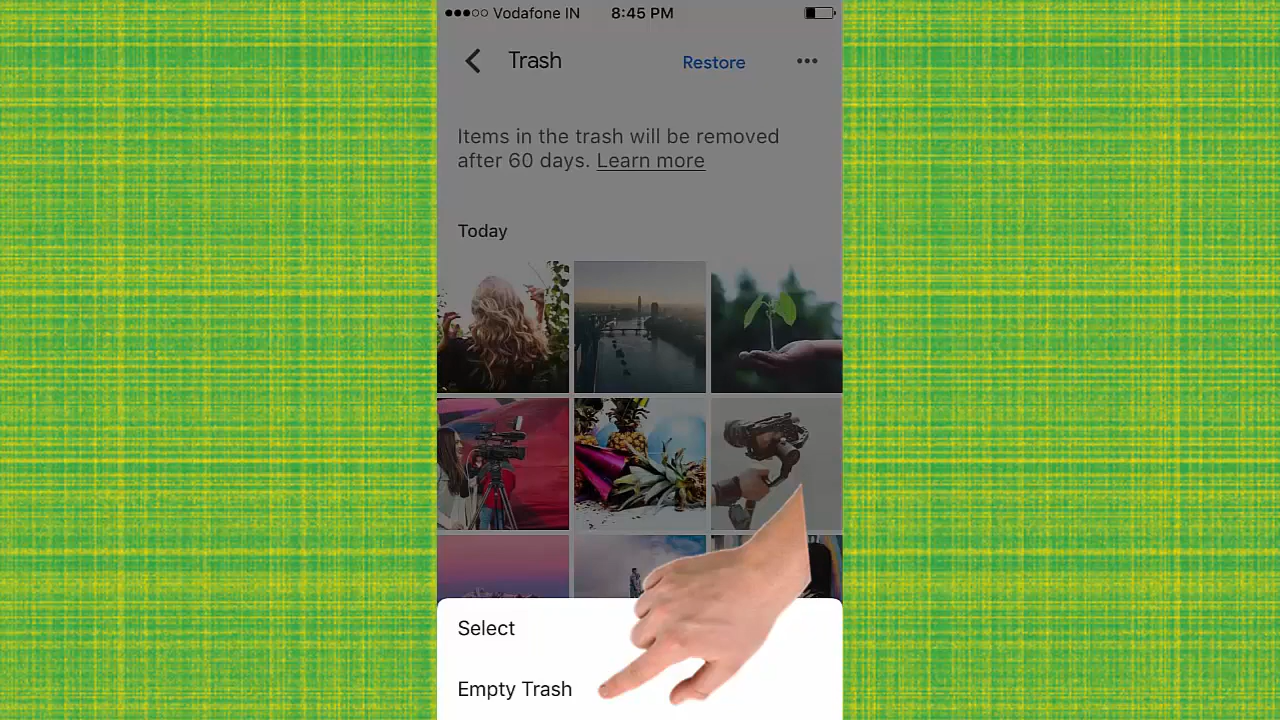 Vodafone IN 8:45 PM
Trash Restore
Items in the trash will be removed
after 60 days. Learn more
Today
Select
Empty Trash